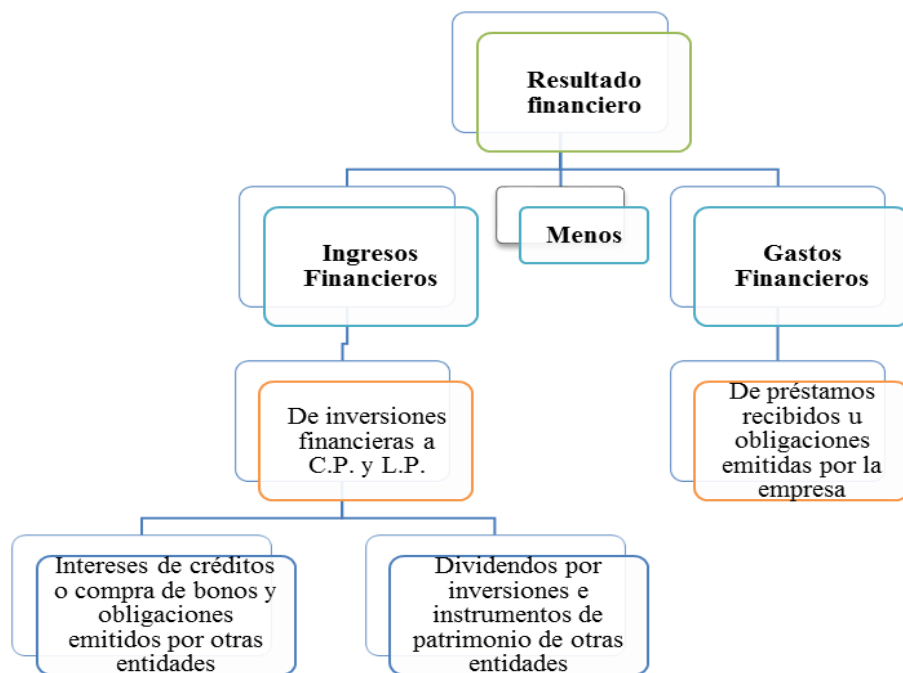 Resultado
financiero
Ingresos
Financieros
Menos
Gastos
Financieros
De inversiones
financieras a
C.P. y L.P.
De préstamos
recibidos u
obligaciones
emitidas por la
empresa
Intereses de créditos
o compra de bonos y
obligaciones
emitidos por otras
entidades
Dividendos por
inversiones e
instrumentos de
patrimonio de otras
entidades